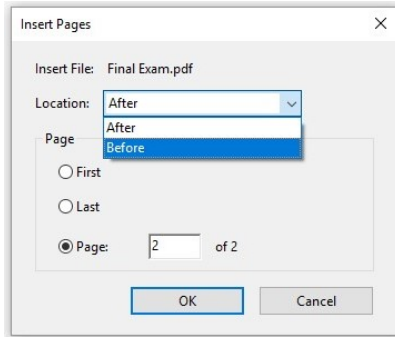 Insert Pages
Insert File: Final Exam.pdf
Location: After
After
Before
Page
First
Last
Page: 2 of 2
OK Cancel